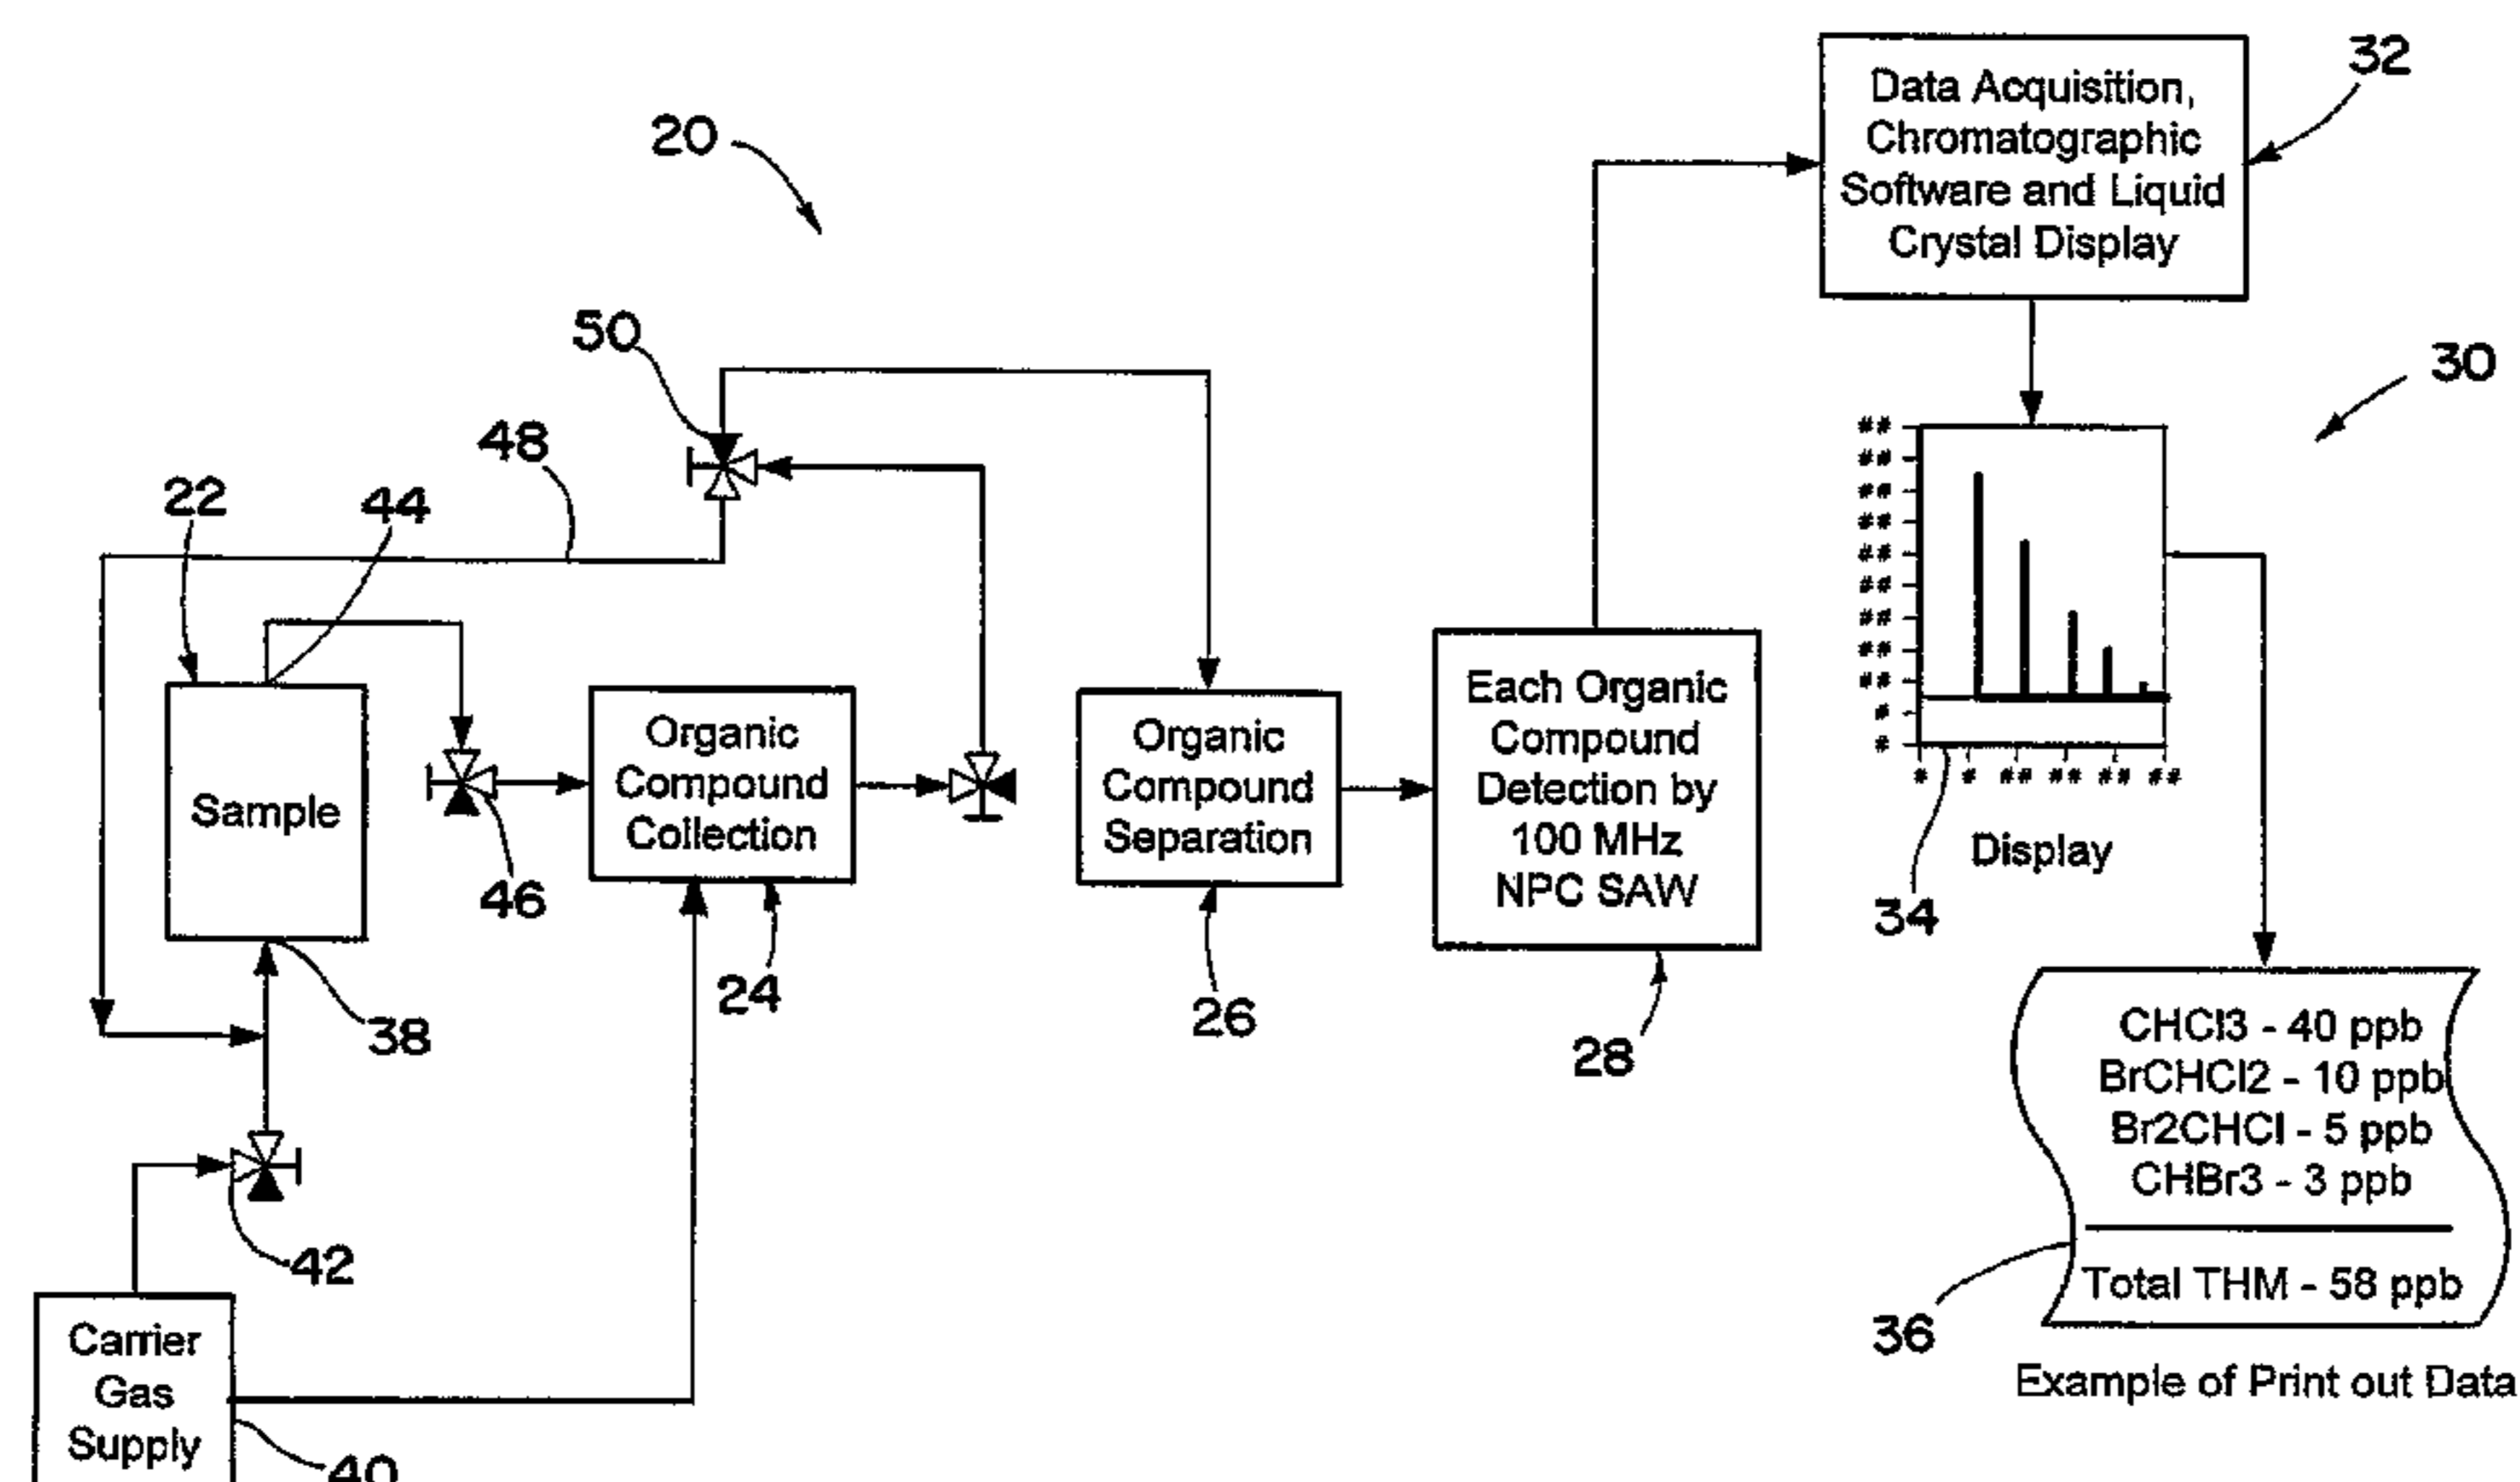 20
Data Acquisition,
Chromatographic
Software and Liquid
Crystal Display
32
50
48
22
44
30
##
##
##
##
##
##
##
##
##
#
#
# # ## ## ## ##
Display
34
Sample
46
38
Organic
Compound
Collection
24
Organic
Compound
Separation
26
Each Organic
Compound
Detection by
100 MHz
NPC SAW
28
CHCl3 - 40 ppb
BrCHCl2 - 10 ppb
Br2CHCl - 5 ppb
CHBr3 - 3 ppb
Total THM - 58 ppb
36
Example of Print out Data
42
Carrier
Gas
Supply
40